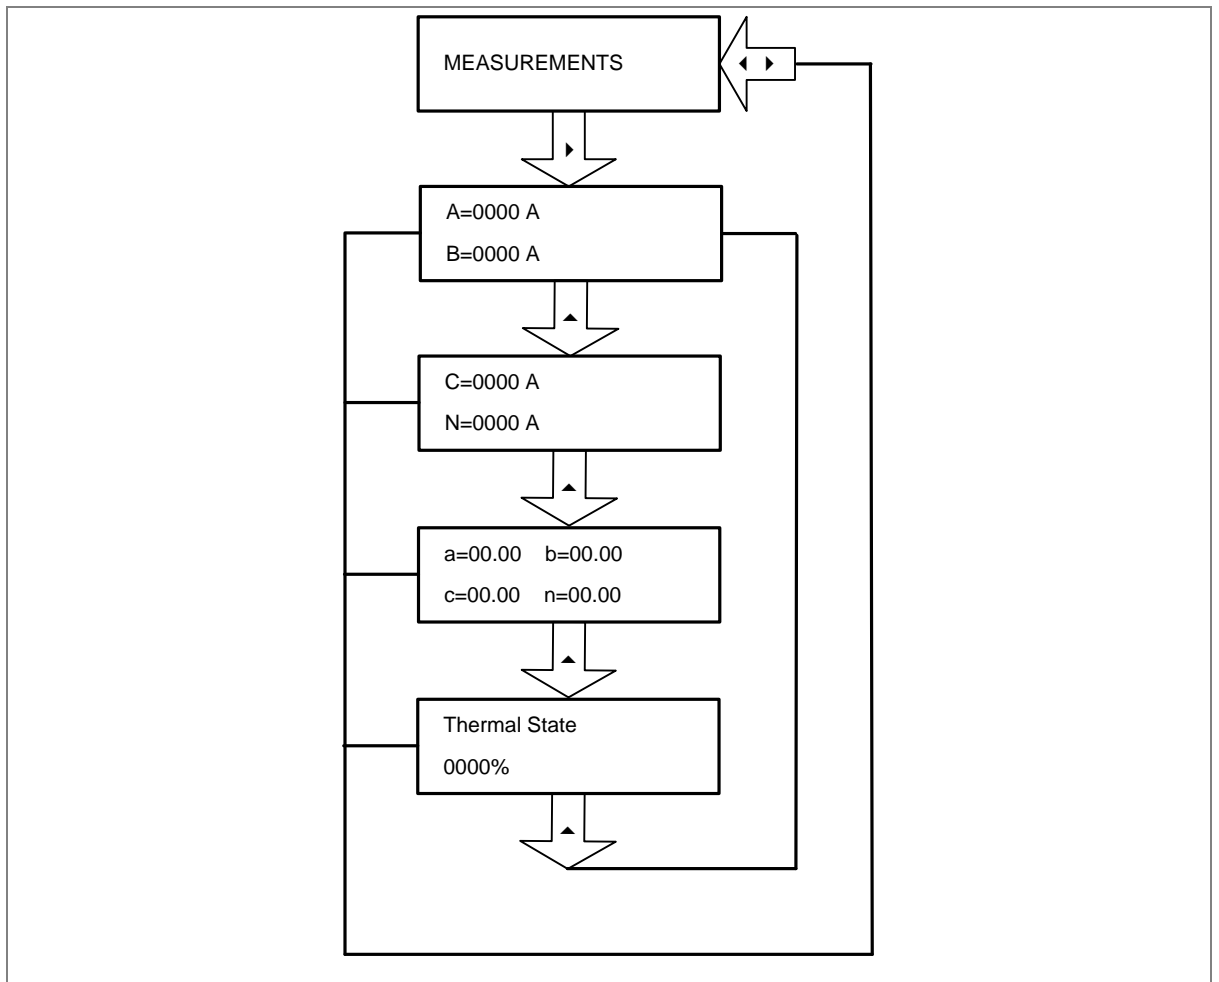 MEASUREMENTS
A=0000 A
B=0000 A
C=0000 A
N=0000 A
a=00.00 b=00.00
c=00.00 n=00.00
Thermal State
0000%